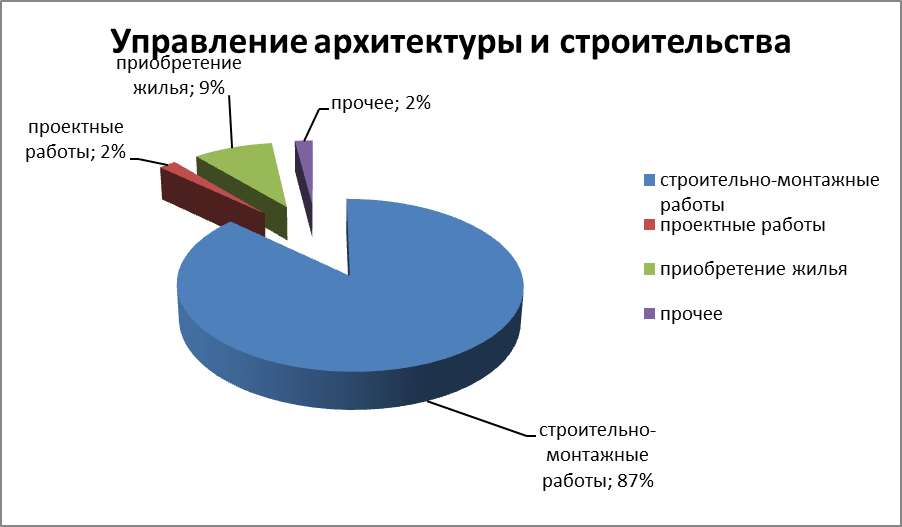 Управление архитектуры и строительства
приобретение
жилья; 9%
прочее; 2%
проектные
работы; 2%
строительно-монтажные
работы
проектные работы
приобретение жилья
прочее
строительно-
монтажные
работы; 87%